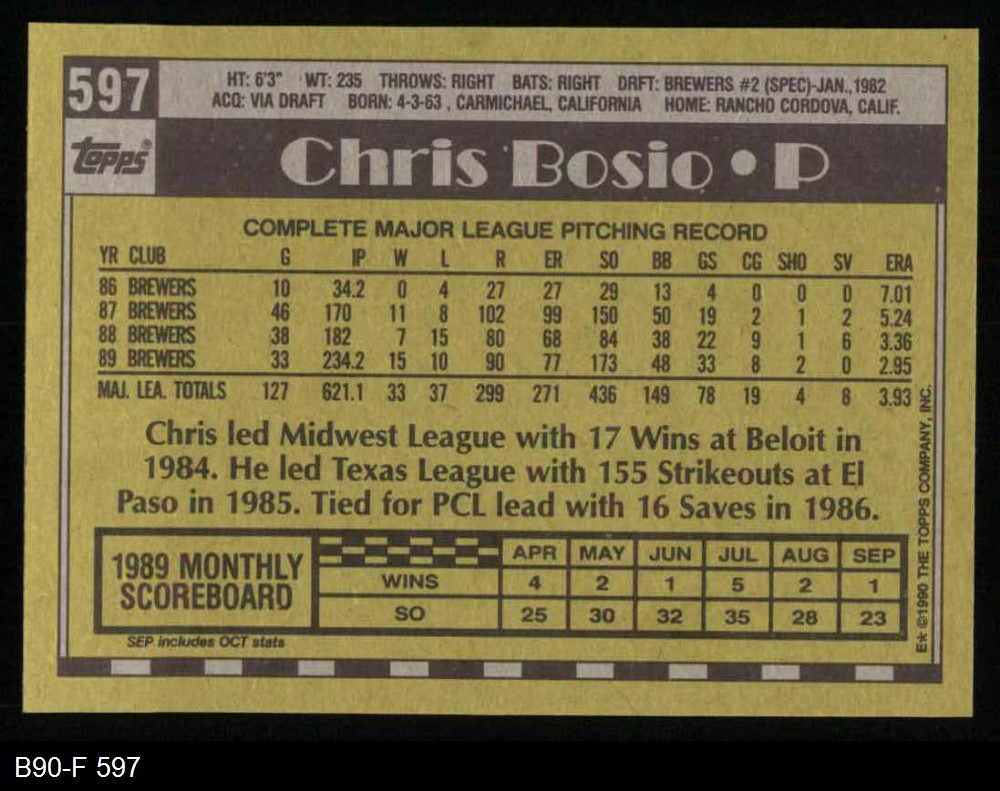 597
HT: 6'3" WT: 235 THROWS: RIGHT BATS: RIGHT DRFT: BREWERS #2 (SPEC)-JAN.,1982
ACQ: VIA DRAFT BORN: 4-3-63 , CARMICHAEL, CALIFORNIA HOME: RANCHO CORDOVA, CALIF.
Topps®
Chris Bosio • P
COMPLETE MAJOR LEAGUE PITCHING RECORD
YR CLUB G IP W L R ER SO BB GS CG SHO SV ERA
86 BREWERS 10 34.2 0 4 27 27 29 13 4 0 0 0 7.01
87 BREWERS 46 170 11 8 102 99 150 50 19 2 1 2 5.24
88 BREWERS 38 182 7 15 80 68 84 38 22 9 1 6 3.36
89 BREWERS 33 234.2 15 10 90 77 173 48 33 8 2 0 2.95
MAJ. LEA. TOTALS 127 621.1 33 37 299 271 436 149 78 19 4 8 3.93
Chris led Midwest League with 17 Wins at Beloit in
1984. He led Texas League with 155 Strikeouts at El
Paso in 1985. Tied for PCL lead with 16 Saves in 1986.
1989 MONTHLY
SCOREBOARD
APR MAY JUN JUL AUG SEP
WINS 4 2 1 5 2 1
SO 25 30 32 35 28 23
SEP includes OCT stats
E* ©1990 THE TOPPS COMPANY, INC.
B90-F 597